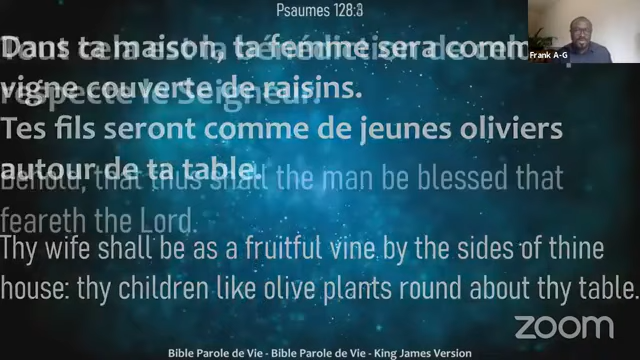 Psaumes 128:3
Frank A-G
Dans ta maison, ta femme sera comme
vigne couverte de raisins.
respecte le Seigneur.
Tes fils seront comme de jeunes oliviers
autour de ta table.
Behold, that thus shall the man be blessed that
feareth the Lord.
Thy wife shall be as a fruitful vine by the sides of thine
house: thy children like olive plants round about thy table.
zoom
Bible Parole de Vie - Bible Parole de Vie - King James Version